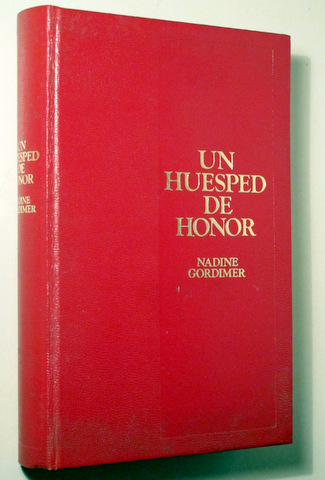 UN
HUESPED
DE
HONOR
NADINE
GORDIMER
UN
HUESPED
DE
HONOR
NADINE
GORDIMER